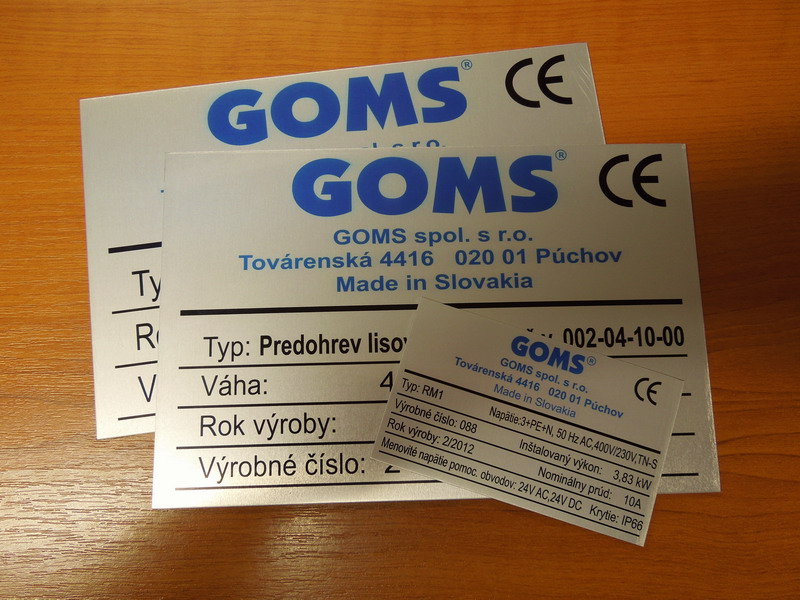 GOMS® CE
Ty
GOMS® CE
GOMS spol. s r.o.
Továrenská 4416 020 01 Púchov
Made in Slovakia
Typ: Predohrev 002-04-10-00
Váha: 4
Rok výroby:
Výrobné číslo: 2
GOMS® CE
GOMS spol. s r.o.
Továrenská 4416 020 01 Púchov
Made in Slovakia
Typ: RM1 Napätie:3+PE+N, 50 Hz AC,400V/230V,TN-S
Výrobné číslo: 088 Inštalovaný výkon: 3,83 kW
Rok výroby: 2/2012 Nominálny prúd: 10A
Menovité napätie pomoc. obvodov: 24V AC,24V DC Krytie: IP66